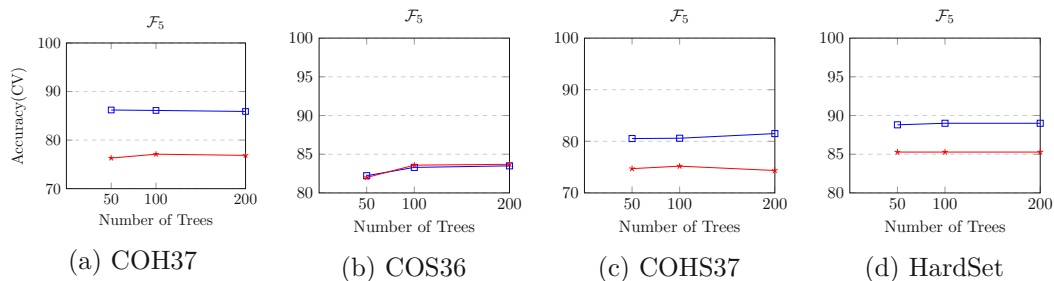 F₅
100
90
80
70
Accuracy(CV)
50 100 200
Number of Trees
(a) COH37
F₅
100
95
90
85
80
50 100 200
Number of Trees
(b) COS36
F₅
100
90
80
70
50 100 200
Number of Trees
(c) COHS37
F₅
100
95
90
85
80
50 100 200
Number of Trees
(d) HardSet